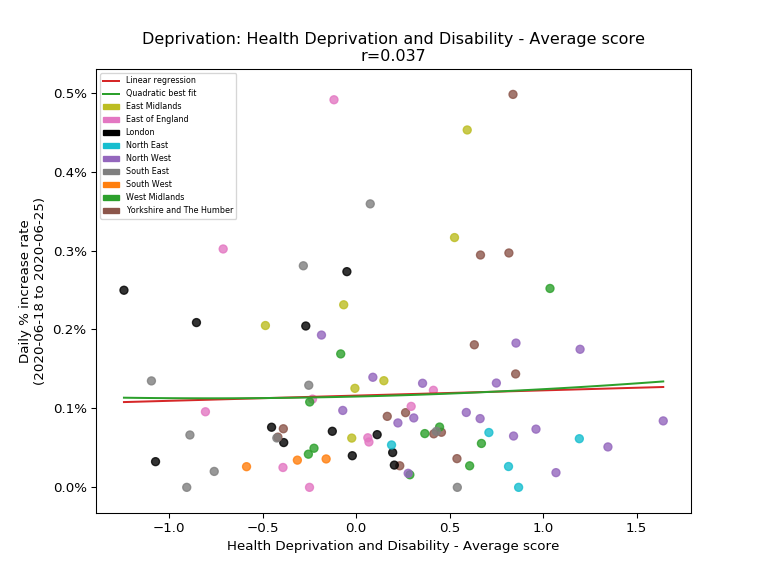 Deprivation: Health Deprivation and Disability - Average score
r=0.037
Linear regression
Quadratic best fit
East Midlands
East of England
London
North East
North West
South East
South West
West Midlands
Yorkshire and The Humber
0.5%
0.4%
0.3%
0.2%
0.1%
0.0%
Daily % increase rate
(2020-06-18 to 2020-06-25)
−1.0
−0.5
0.0
0.5
1.0
1.5
Health Deprivation and Disability - Average score